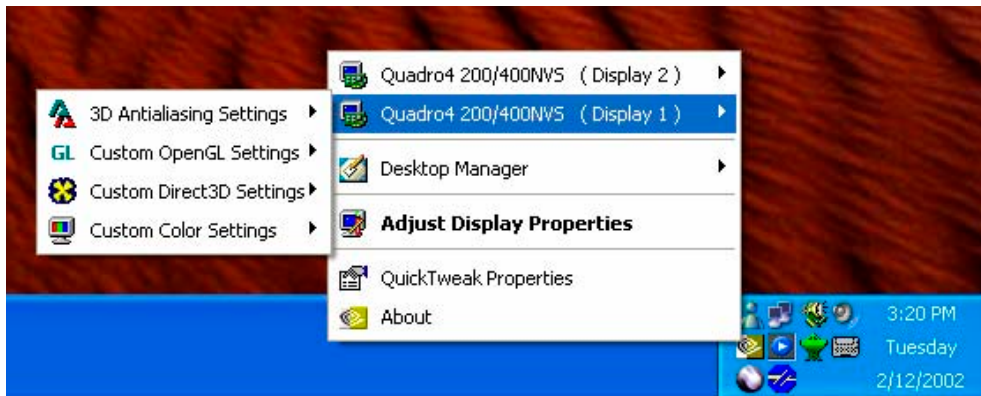 Quadro4 200/400NVS ( Display 2 )
Quadro4 200/400NVS ( Display 1 )
Desktop Manager
Adjust Display Properties
QuickTweak Properties
About
3D Antialiasing Settings
GL Custom OpenGL Settings
Custom Direct3D Settings
Custom Color Settings
3:20 PM
Tuesday
2/12/2002